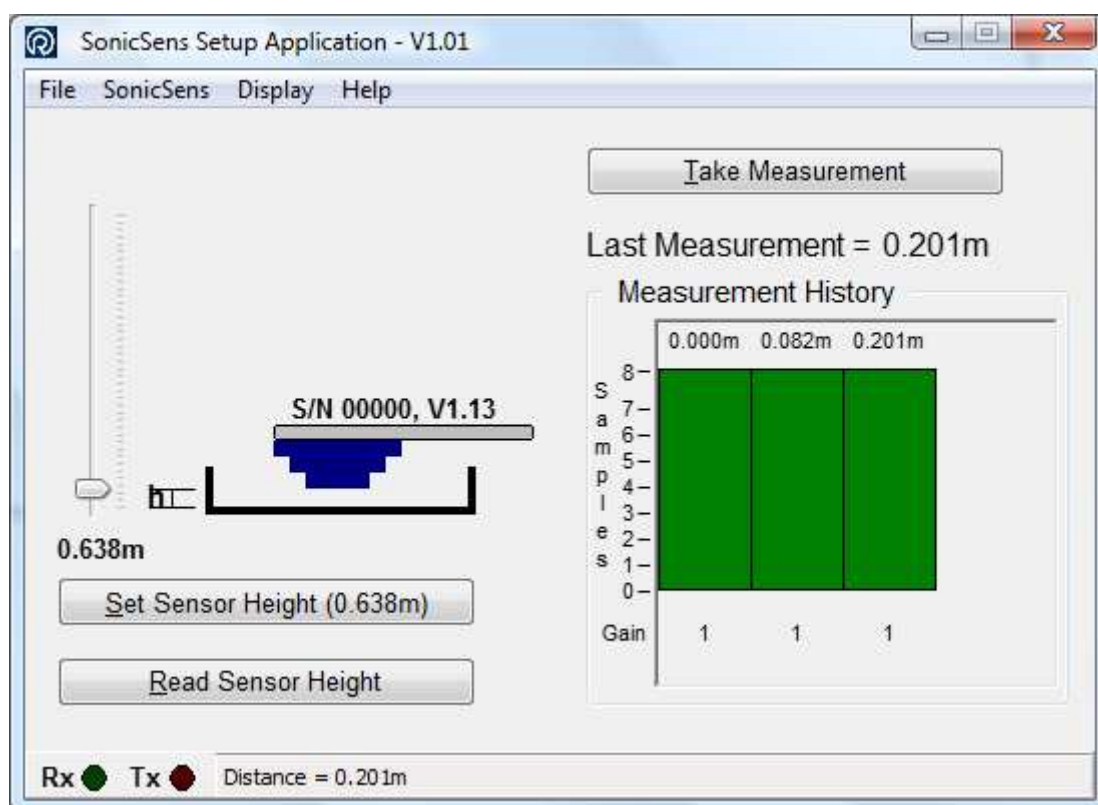 SonicSens Setup Application - V1.01
File SonicSens Display Help
Take Measurement
Last Measurement = 0.201m
Measurement History
0.000m 0.082m 0.201m
Samples
8
7
6
5
4
3
2
1
0
Gain 1 1 1
S/N 00000, V1.13
h
0.638m
Set Sensor Height (0.638m)
Read Sensor Height
Rx Tx Distance = 0.201m